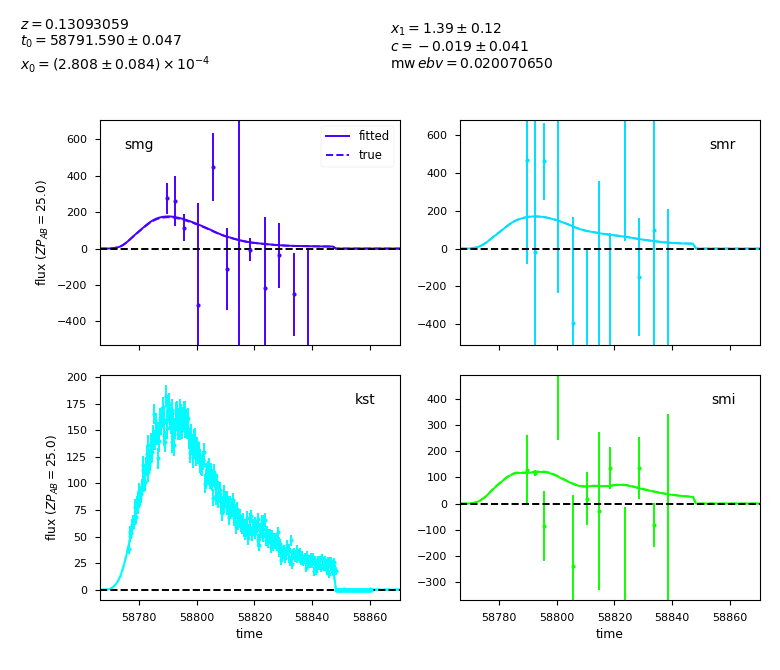 z = 0.13093059
t₀ = 58791.590 ± 0.047
x₀ = (2.808 ± 0.084) × 10⁻⁴
x₁ = 1.39 ± 0.12
c = −0.019 ± 0.041
mw ebv = 0.020070650
smg
fitted
true
600
400
200
0
−200
−400
flux (ZP_AB = 25.0)
smr
600
400
200
0
−200
−400
kst
200
175
150
125
100
75
50
25
0
flux (ZP_AB = 25.0)
58780 58800 58820 58840 58860
time
smi
400
300
200
100
0
−100
−200
−300
58780 58800 58820 58840 58860
time